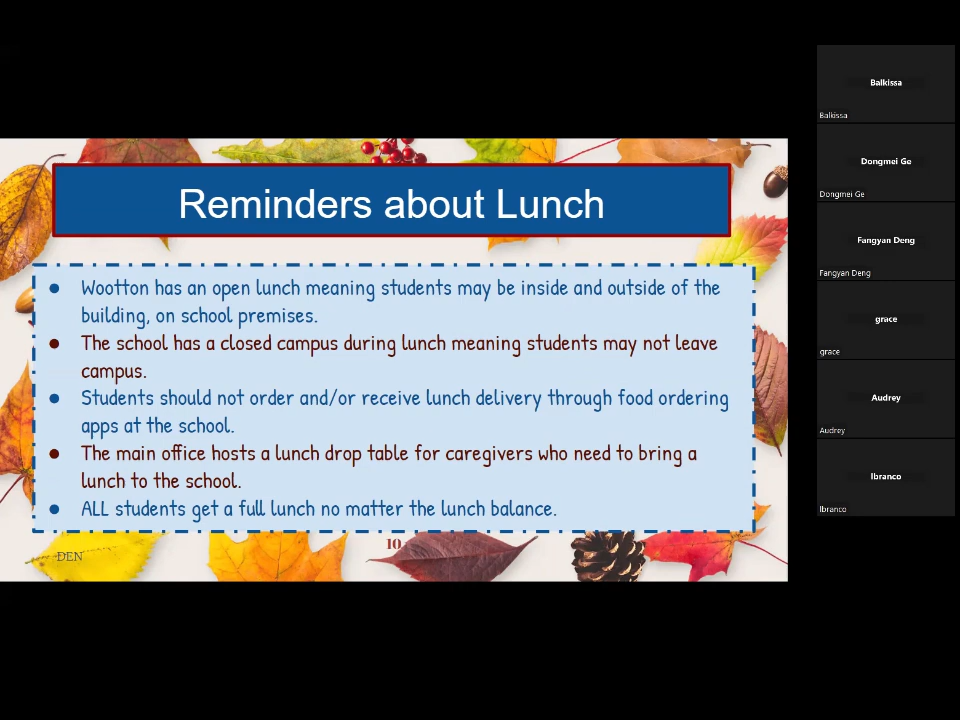 Reminders about Lunch
● Wootton has an open lunch meaning students may be inside and outside of the
building, on school premises.
● The school has a closed campus during lunch meaning students may not leave
campus.
● Students should not order and/or receive lunch delivery through food ordering
apps at the school.
● The main office hosts a lunch drop table for caregivers who need to bring a
lunch to the school.
● ALL students get a full lunch no matter the lunch balance.
10
DEN
Balkissa
Balkissa
Dongmei Ge
Dongmei Ge
Fangyan Deng
Fangyan Deng
grace
grace
Audrey
Audrey
lbranco
lbranco